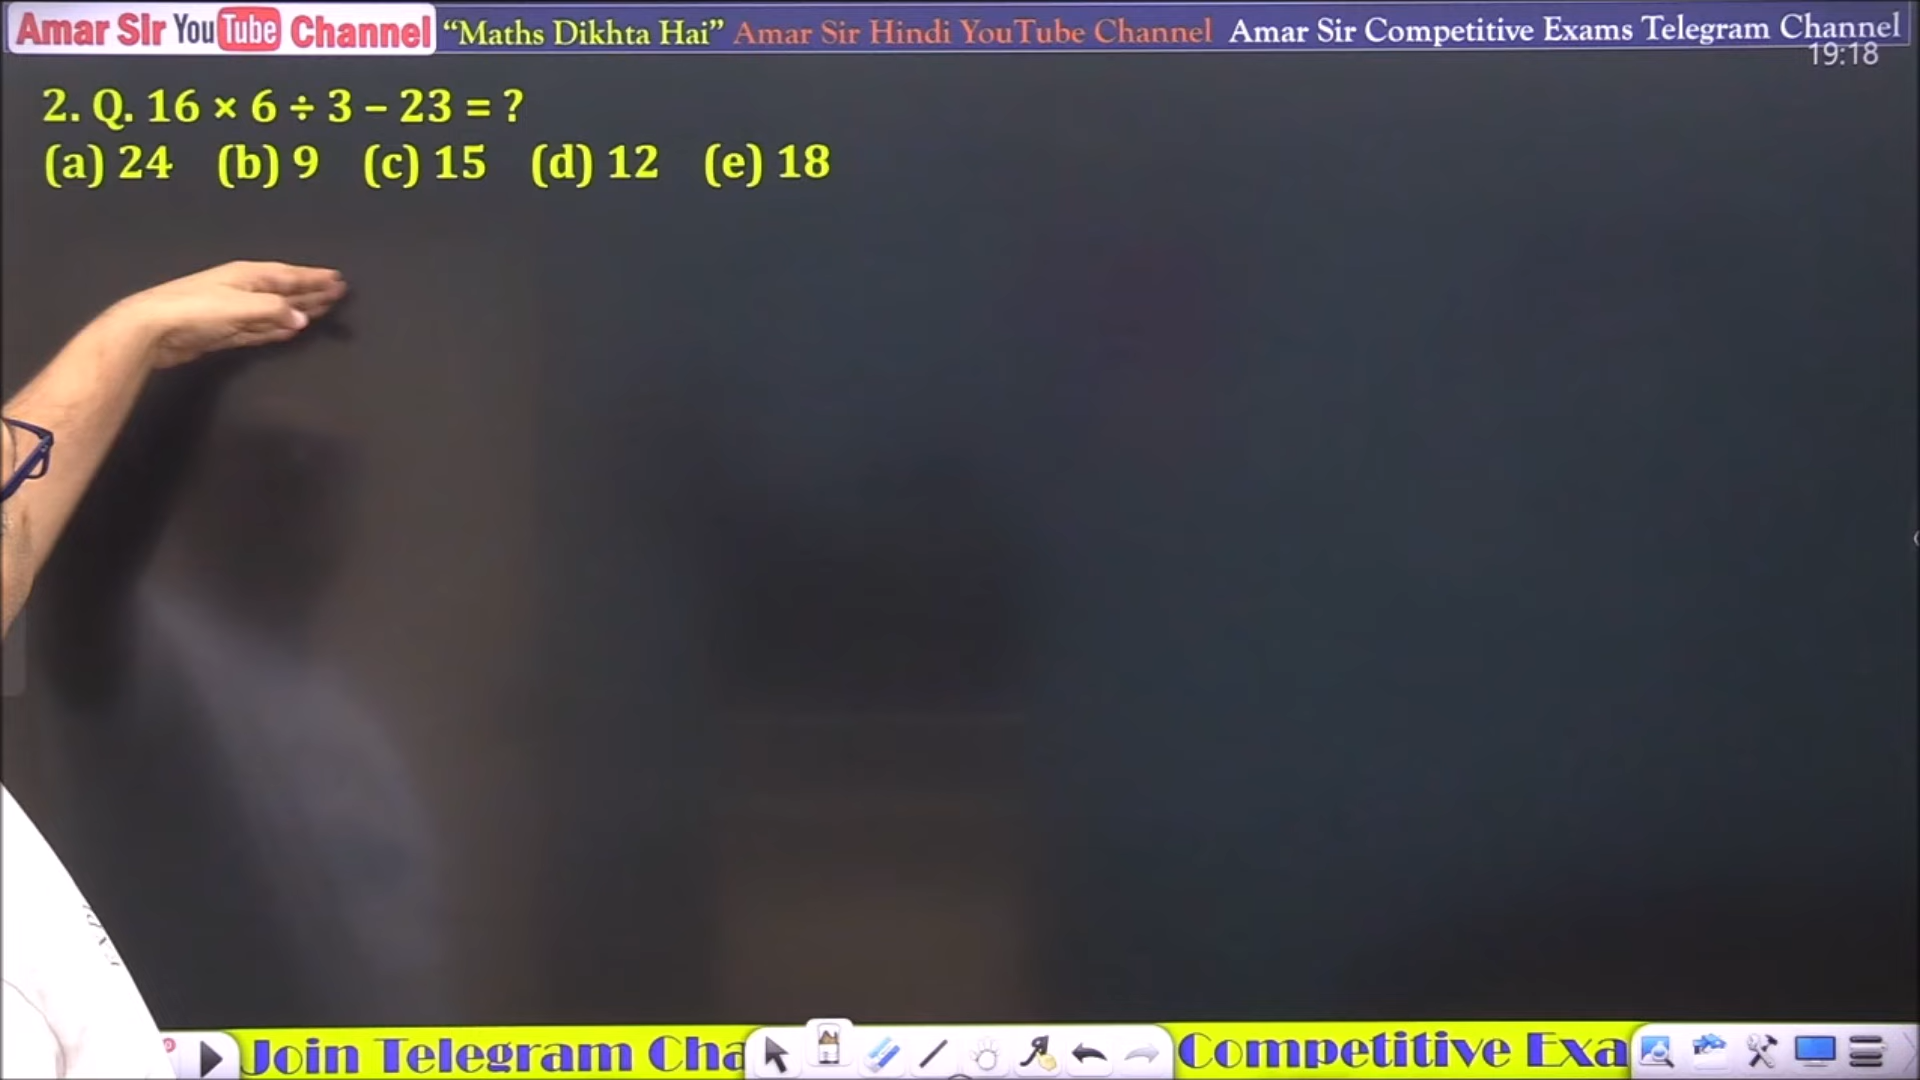 Amar Sir YouTube Channel "Maths Dikhta Hai" Amar Sir Hindi YouTube Channel Amar Sir Competitive Exams Telegram Channel
19:18
2. Q. 16 × 6 ÷ 3 – 23 = ?
(a) 24 (b) 9 (c) 15 (d) 12 (e) 18
Join Telegram Cha Competitive Exa